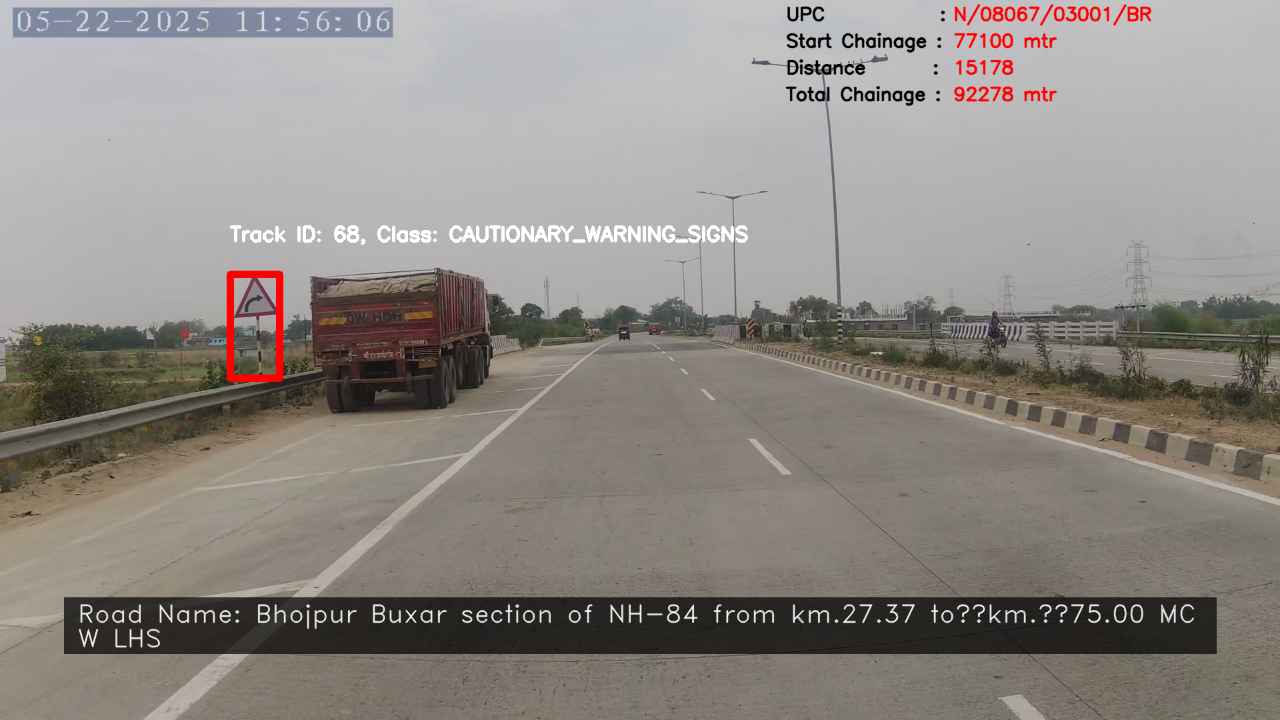 05-22-2025 11:56:06
UPC : N/08067/03001/BR
Start Chainage : 77100 mtr
Distance : 15178
Total Chainage : 92278 mtr
Track ID: 68, Class: CAUTIONARY_WARNING_SIGNS
Road Name: Bhojpur Buxar section of NH-84 from km.27.37 to??km.??75.00 MC
W LHS